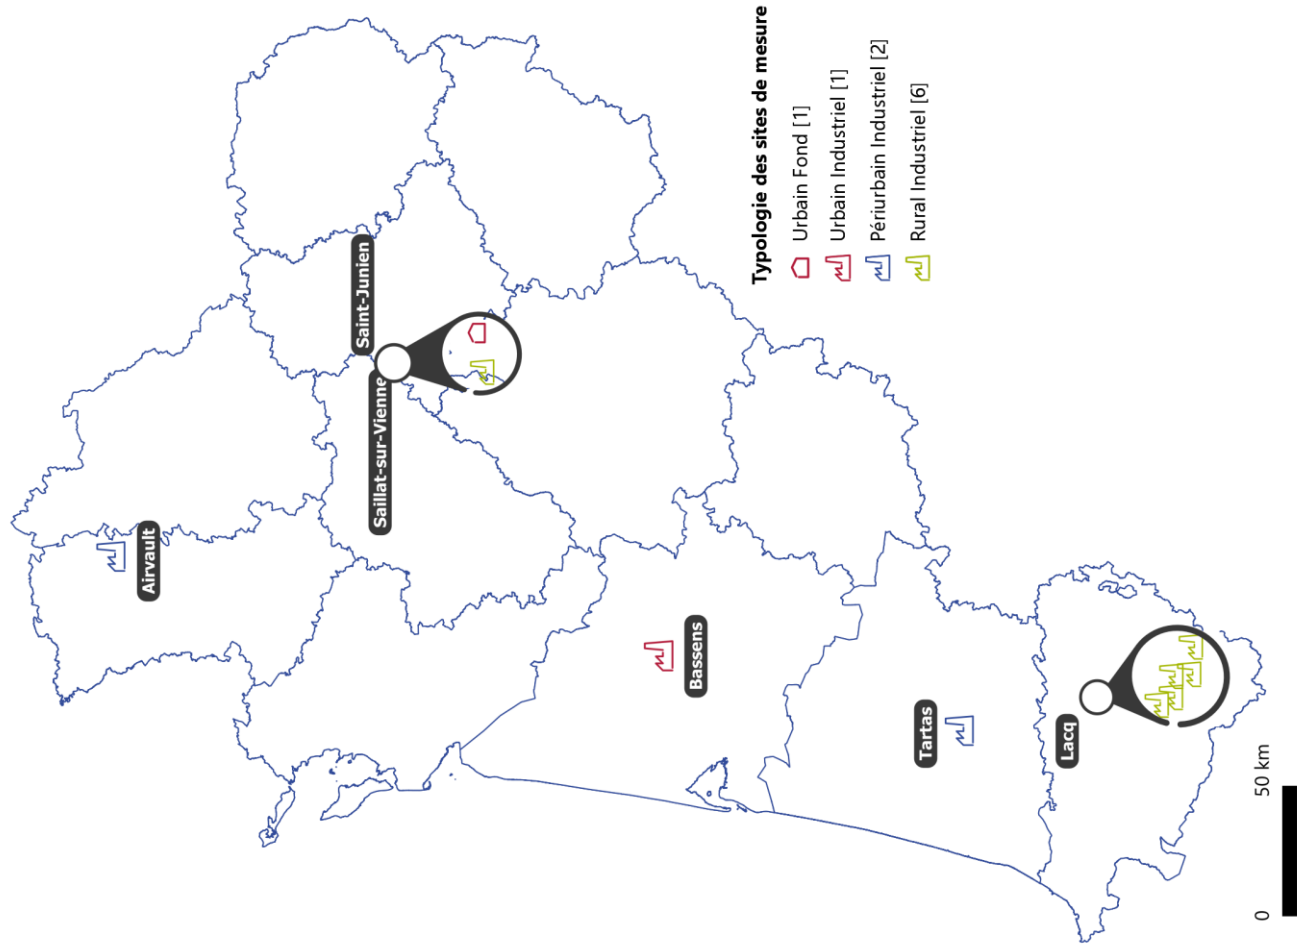 Airvault
Saint-Junien
Saillat-sur-Vienne
Bassens
Tartas
Lacq
Typologie des sites de mesure
Urbain Fond [1]
Urbain Industriel [1]
Périurbain Industriel [2]
Rural Industriel [6]
0 50 km